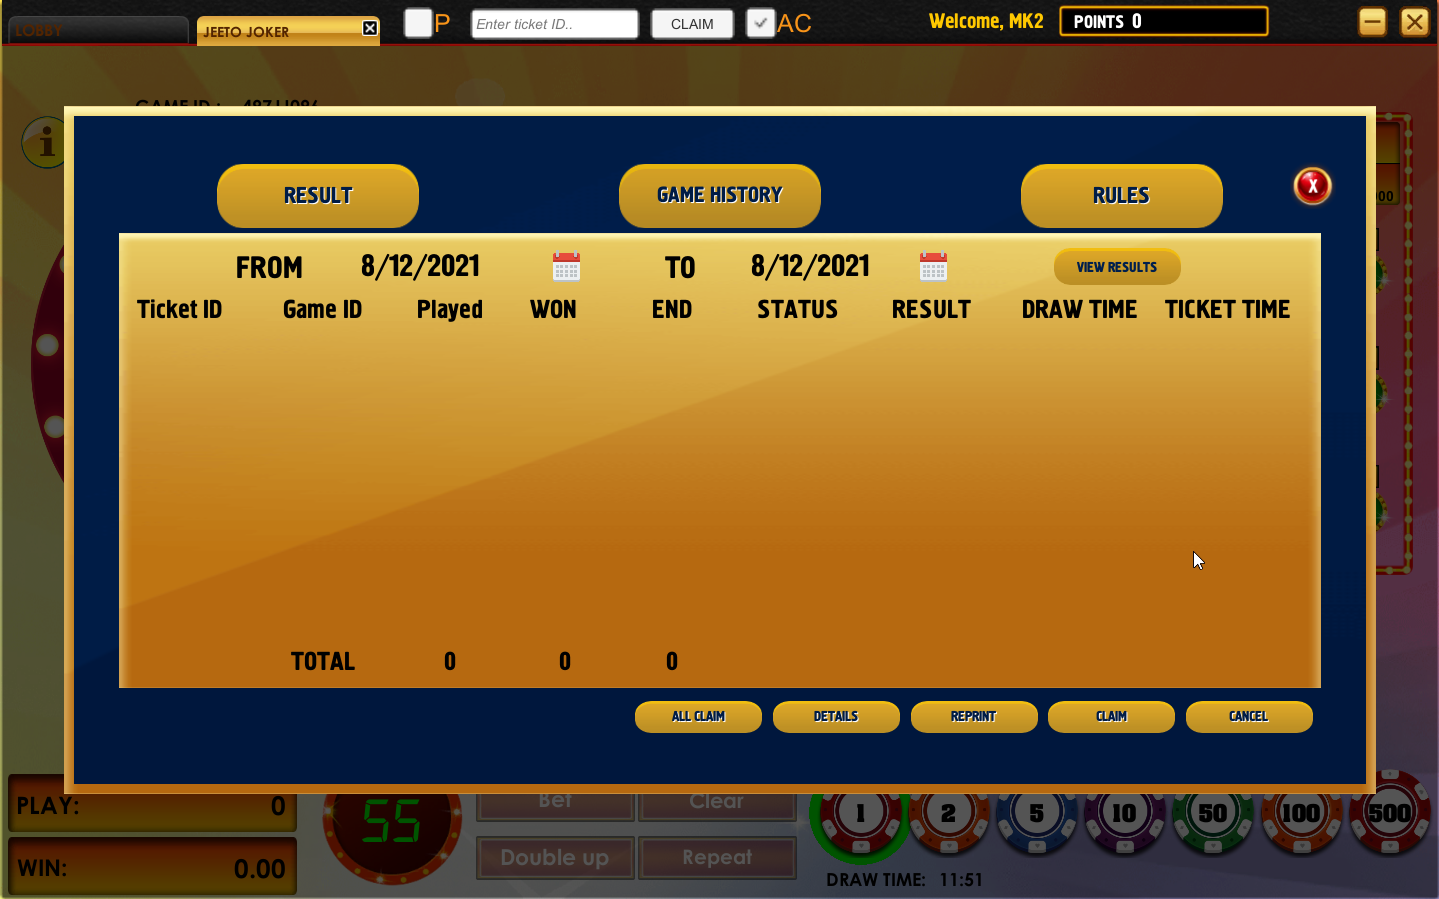 LOBBY
JEETO JOKER
P
Enter ticket ID..
CLAIM
AC
Welcome, MK2
POINTS 0
GAME ID :
RESULT
GAME HISTORY
RULES
X
FROM 8/12/2021 TO 8/12/2021 VIEW RESULTS
Ticket ID Game ID Played WON END STATUS RESULT DRAW TIME TICKET TIME
TOTAL 0 0 0
ALL CLAIM DETAILS REPRINT CLAIM CANCEL
PLAY: 0
WIN: 0.00
55
Bet Clear
Double up Repeat
1 2 5 10 50 100 500
DRAW TIME: 11:51